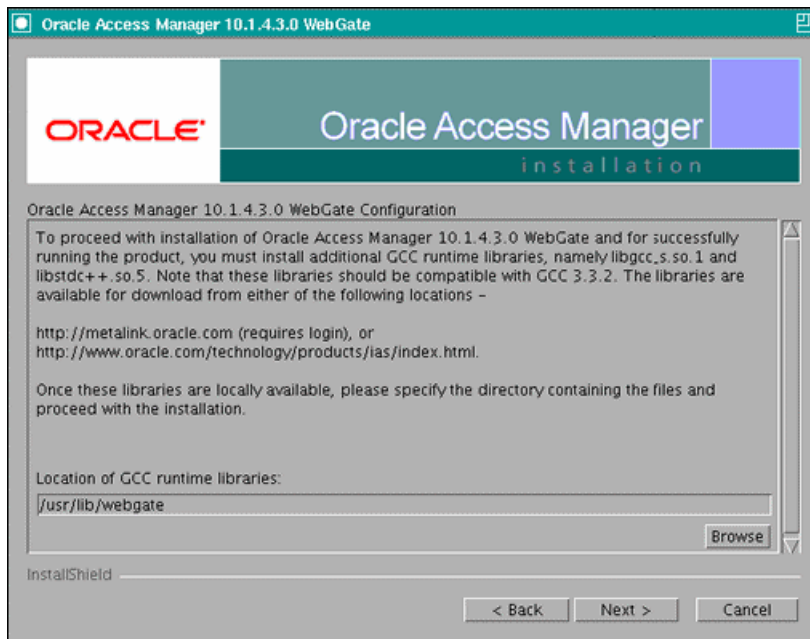 Oracle Access Manager 10.1.4.3.0 WebGate
ORACLE®
Oracle Access Manager
installation
Oracle Access Manager 10.1.4.3.0 WebGate Configuration
To proceed with installation of Oracle Access Manager 10.1.4.3.0 WebGate and for successfully
running the product, you must install additional GCC runtime libraries, namely libgcc_s.so.1 and
libstdc++.so.5. Note that these libraries should be compatible with GCC 3.3.2. The libraries are
available for download from either of the following locations -
http://metalink.oracle.com (requires login), or
http://www.oracle.com/technology/products/ias/index.html.
Once these libraries are locally available, please specify the directory containing the files and
proceed with the installation.
Location of GCC runtime libraries:
/usr/lib/webgate
Browse
InstallShield
< Back Next > Cancel